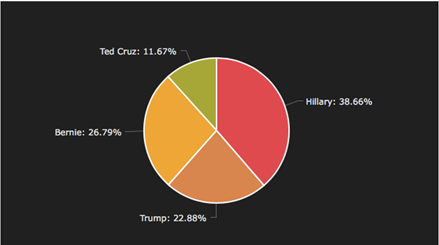 Ted Cruz: 11.67%
Hillary: 38.66%
Bernie: 26.79%
Trump: 22.88%